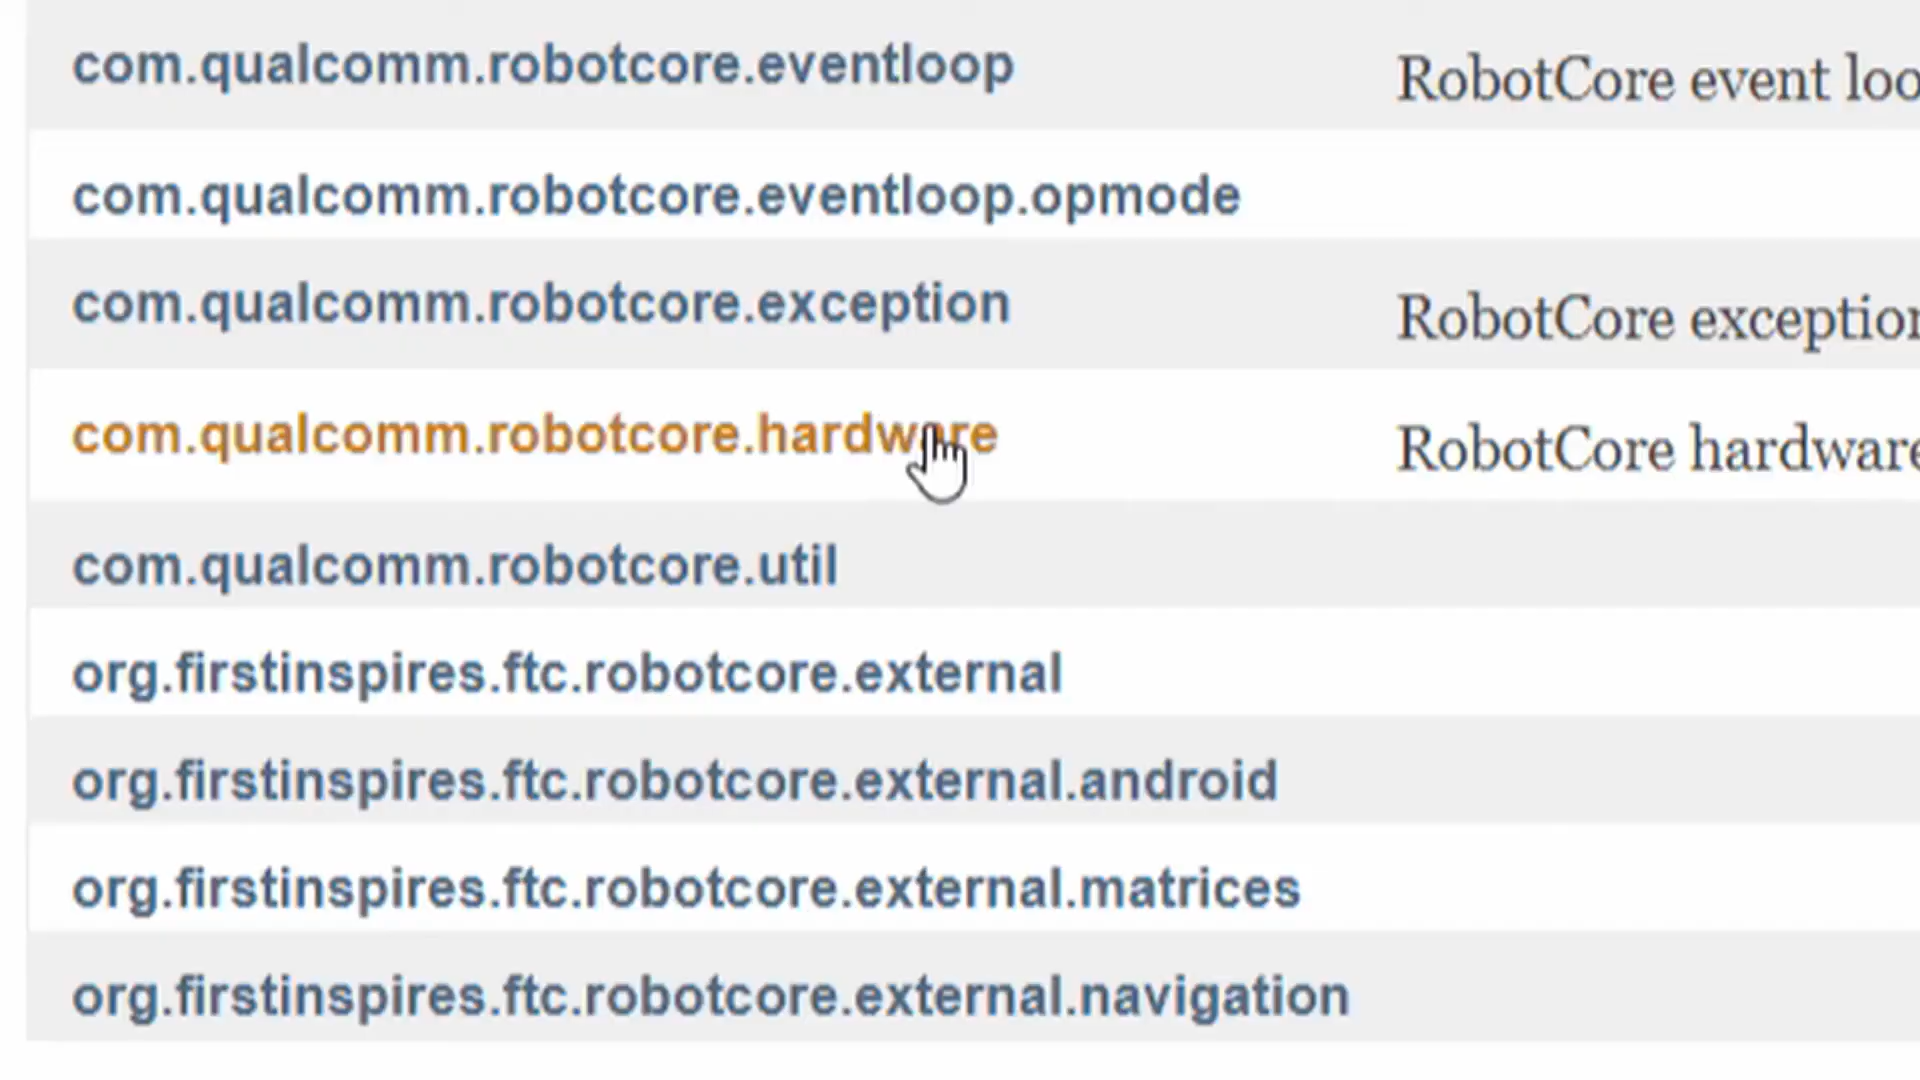 com.qualcomm.robotcore.eventloop RobotCore event loo
com.qualcomm.robotcore.eventloop.opmode
com.qualcomm.robotcore.exception RobotCore exception
com.qualcomm.robotcore.hardware RobotCore hardware
com.qualcomm.robotcore.util
org.firstinspires.ftc.robotcore.external
org.firstinspires.ftc.robotcore.external.android
org.firstinspires.ftc.robotcore.external.matrices
org.firstinspires.ftc.robotcore.external.navigation